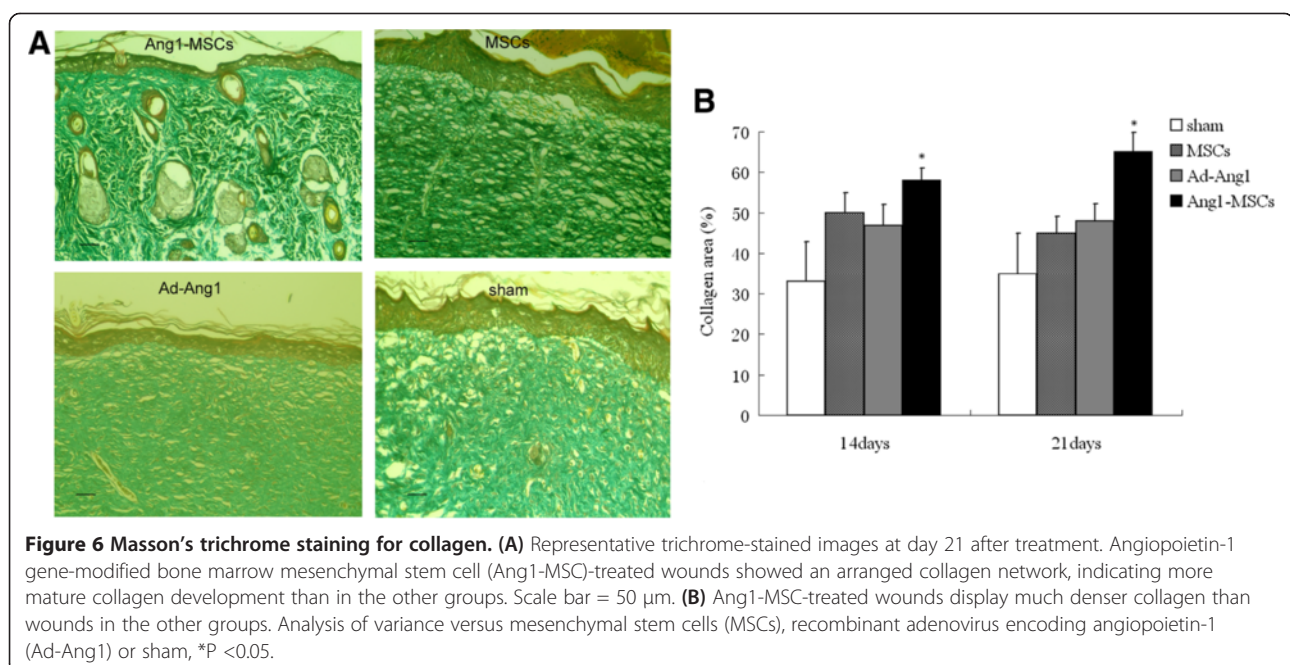 A
Ang1-MSCs
MSCs
Ad-Ang1
sham
B
Collagen area (%)
70
60
50
40
30
20
10
0
*
*
14days
21days
sham
MSCs
Ad-Ang1
Ang1-MSCs
Figure 6 Masson’s trichrome staining for collagen. (A) Representative trichrome-stained images at day 21 after treatment. Angiopoietin-1
gene-modified bone marrow mesenchymal stem cell (Ang1-MSC)-treated wounds showed an arranged collagen network, indicating more
mature collagen development than in the other groups. Scale bar = 50 μm. (B) Ang1-MSC-treated wounds display much denser collagen than
wounds in the other groups. Analysis of variance versus mesenchymal stem cells (MSCs), recombinant adenovirus encoding angiopoietin-1
(Ad-Ang1) or sham, *P <0.05.